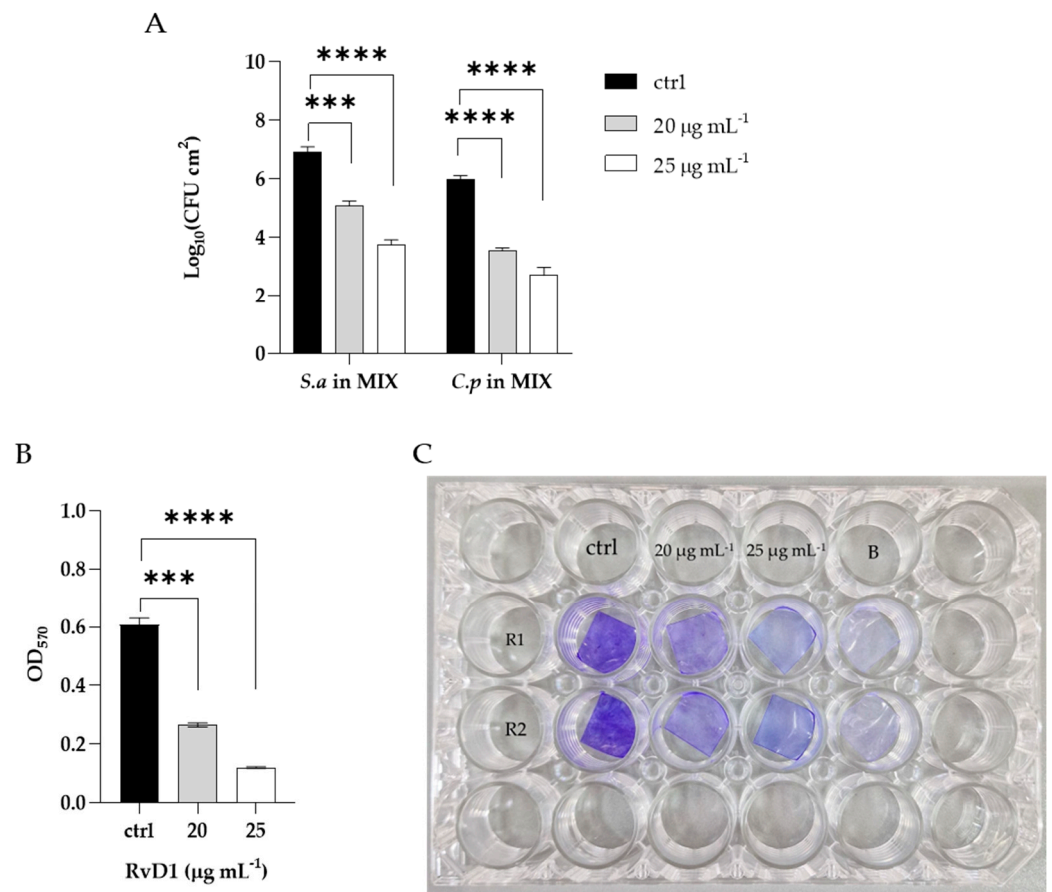 A
**** ****
*** ****
10
8
6
4
2
0
Log₁₀(CFU cm²)
S.a in MIX C.p in MIX
ctrl
20 µg mL⁻¹
25 µg mL⁻¹
B
****
***
1.0
0.8
0.6
0.4
0.2
0.0
OD₅₇₀
ctrl 20 25
RvD1 (µg mL⁻¹)
C
ctrl 20 µg mL⁻¹ 25 µg mL⁻¹ B
R1
R2